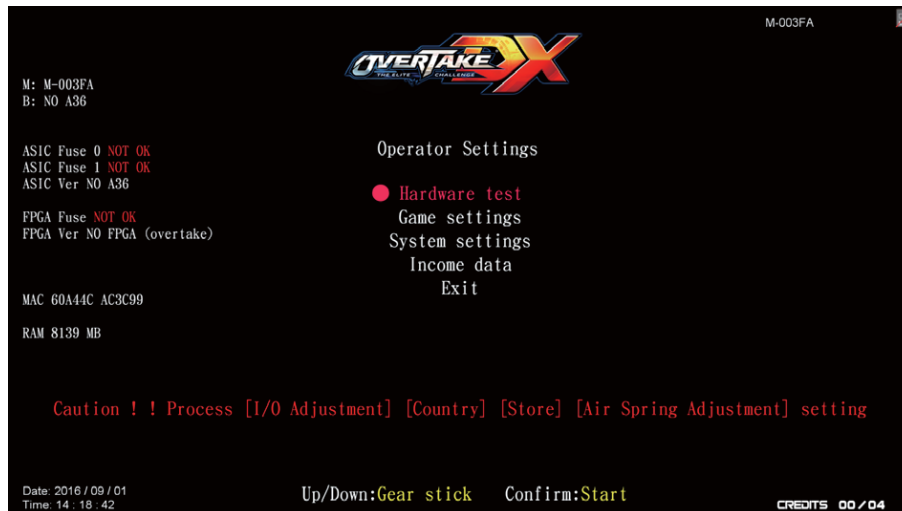 M-003FA
OVERTAKE DX
THE ELITE CHALLENGE
M: M-003FA
B: NO A36
ASIC Fuse 0 NOT OK
ASIC Fuse 1 NOT OK
ASIC Ver NO A36
FPGA Fuse NOT OK
FPGA Ver NO FPGA (overtake)
MAC 60A44C AC3C99
RAM 8139 MB
Operator Settings
Hardware test
Game settings
System settings
Income data
Exit
Caution ! ! Process [I/O Adjustment] [Country] [Store] [Air Spring Adjustment] setting
Date: 2016 / 09 / 01
Time: 14 : 18 : 42
Up/Down:Gear stick Confirm:Start
CREDITS 00/04